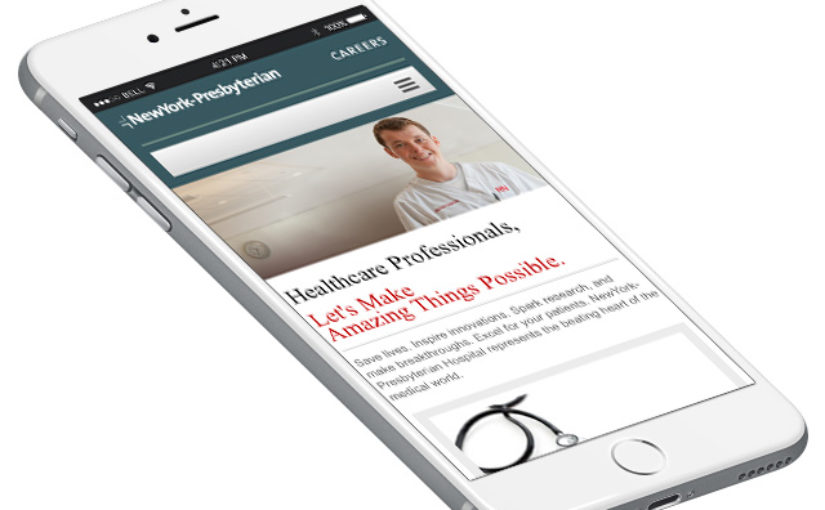 BELL
4:21 PM
100%
NewYork-Presbyterian
CAREERS
RN
Healthcare Professionals,
Let's Make
Amazing Things Possible.
Save lives. Inspire innovations. Spark research, and
make breakthroughs. Excel for your patients. NewYork-
Presbyterian Hospital represents the beating heart of the
medical world.